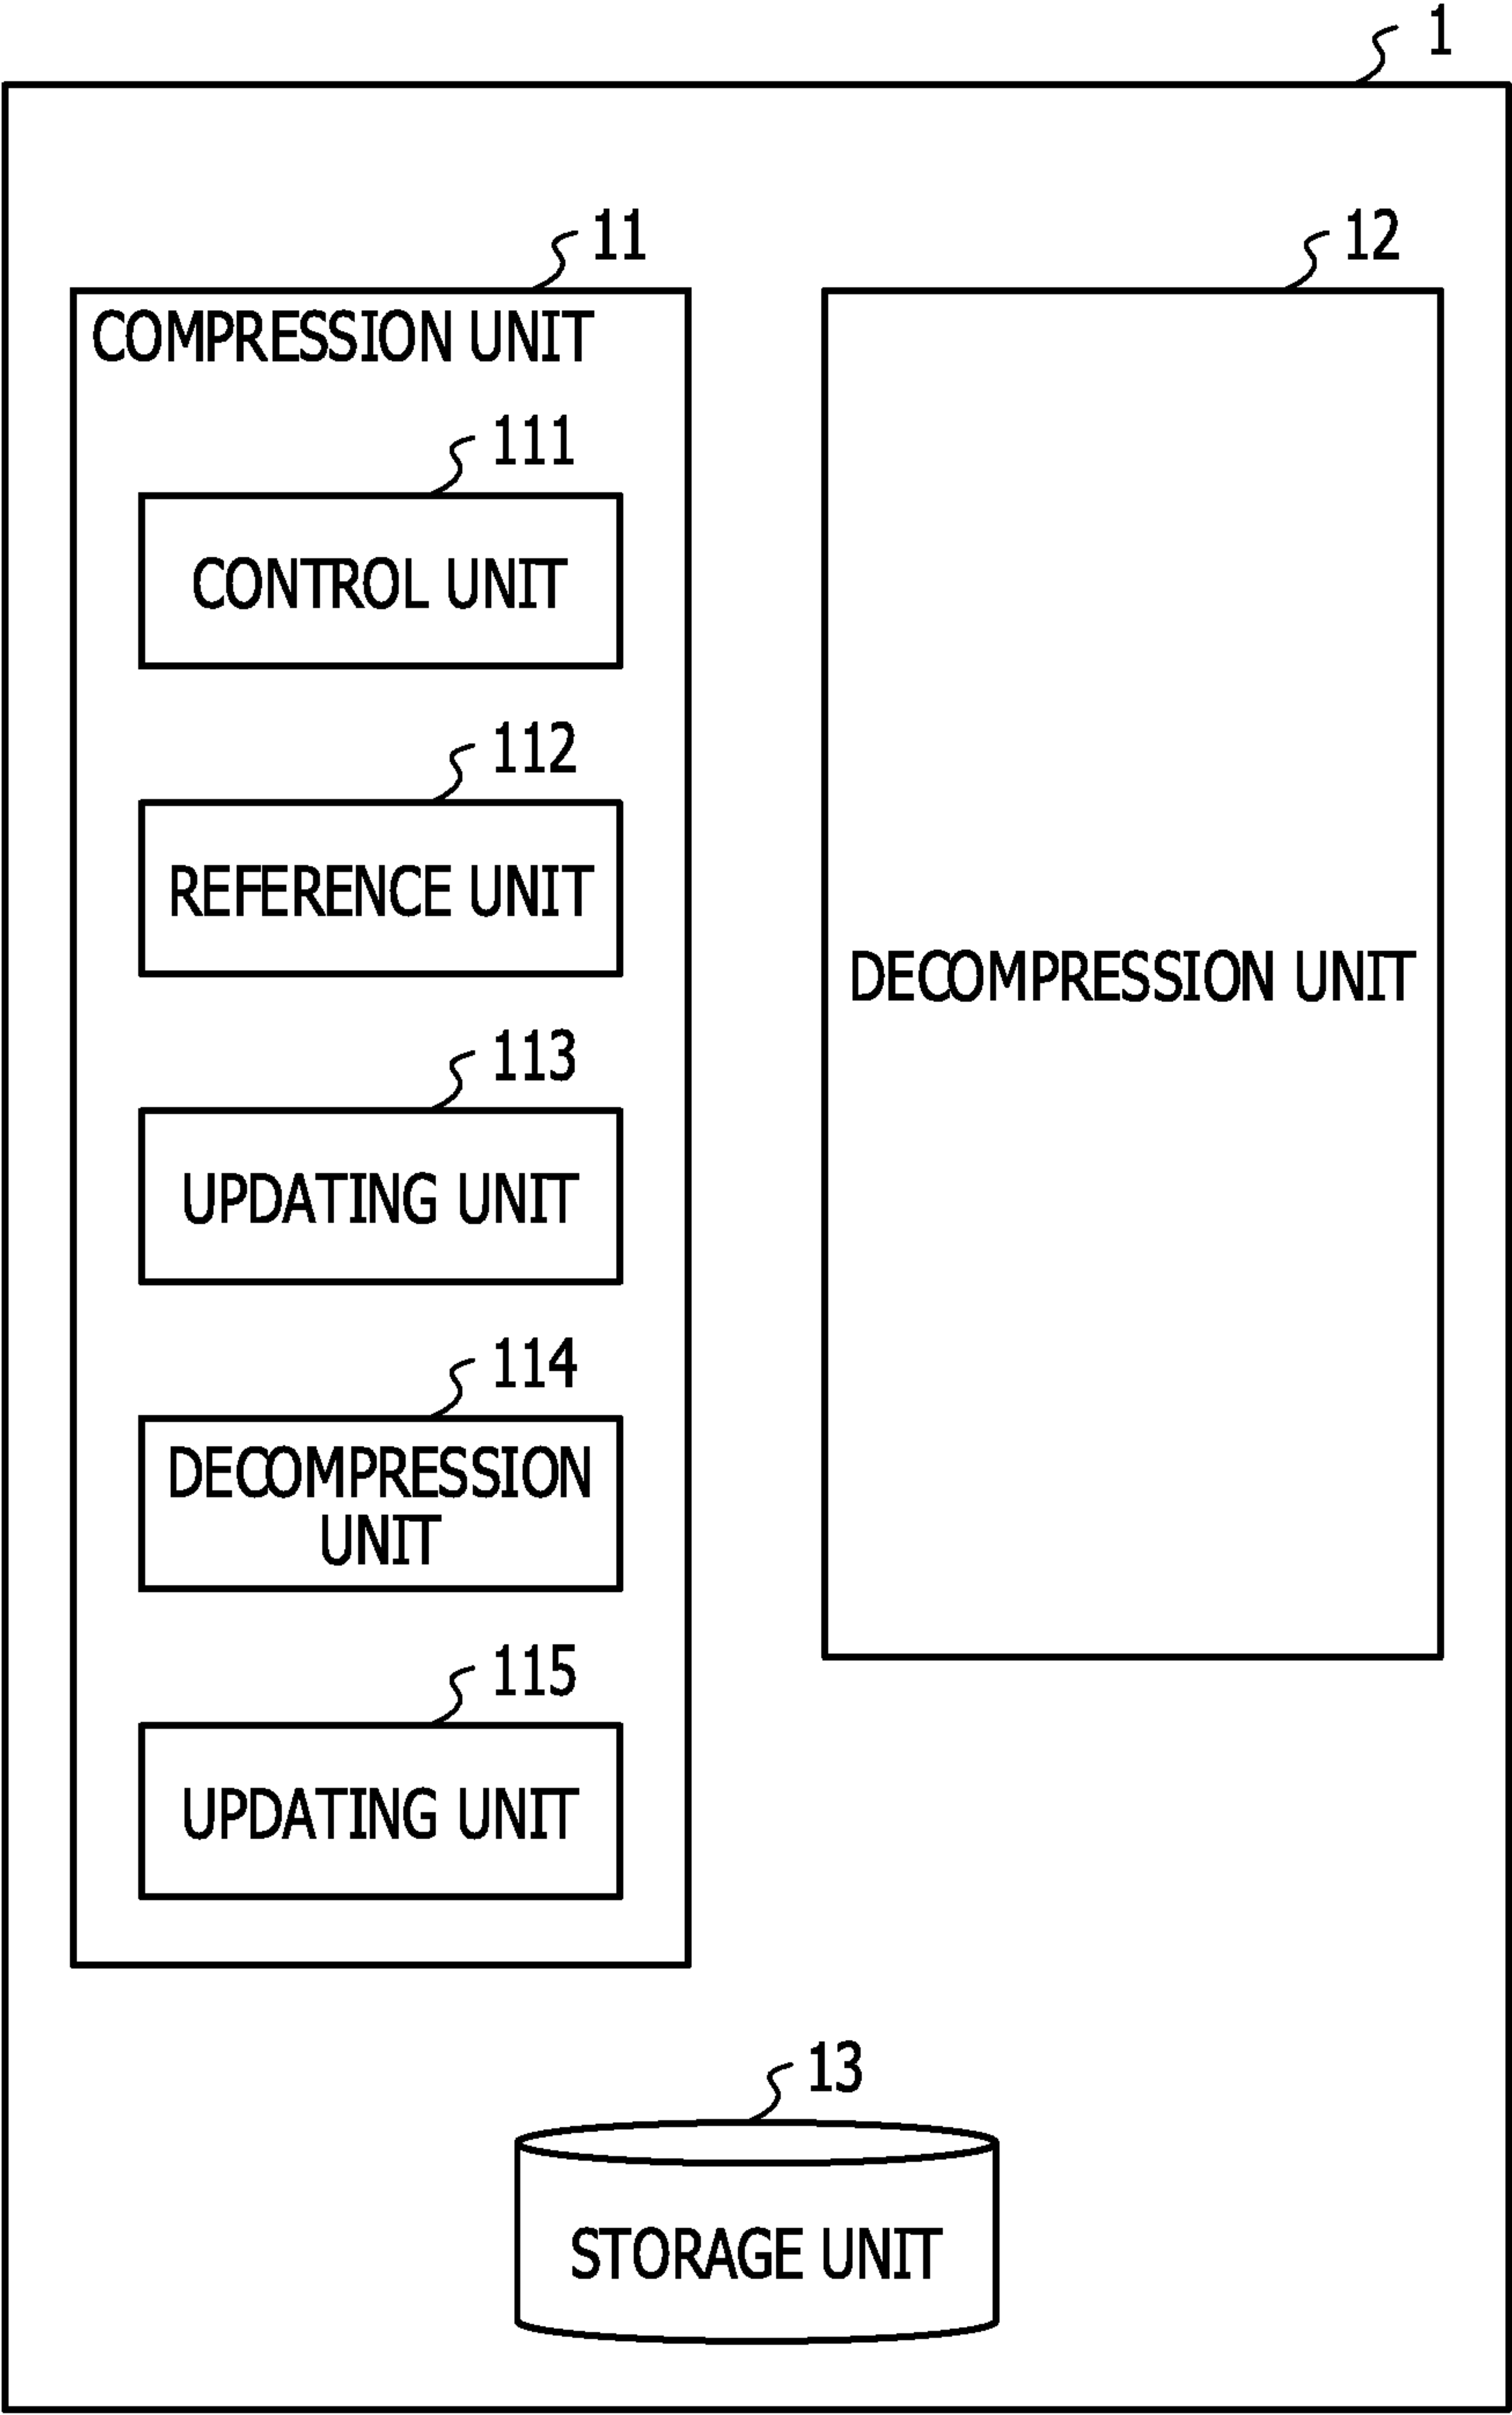 1
11
12
COMPRESSION UNIT
111
CONTROL UNIT
112
REFERENCE UNIT
113
UPDATING UNIT
114
DECOMPRESSION
UNIT
115
UPDATING UNIT
DECOMPRESSION UNIT
13
STORAGE UNIT